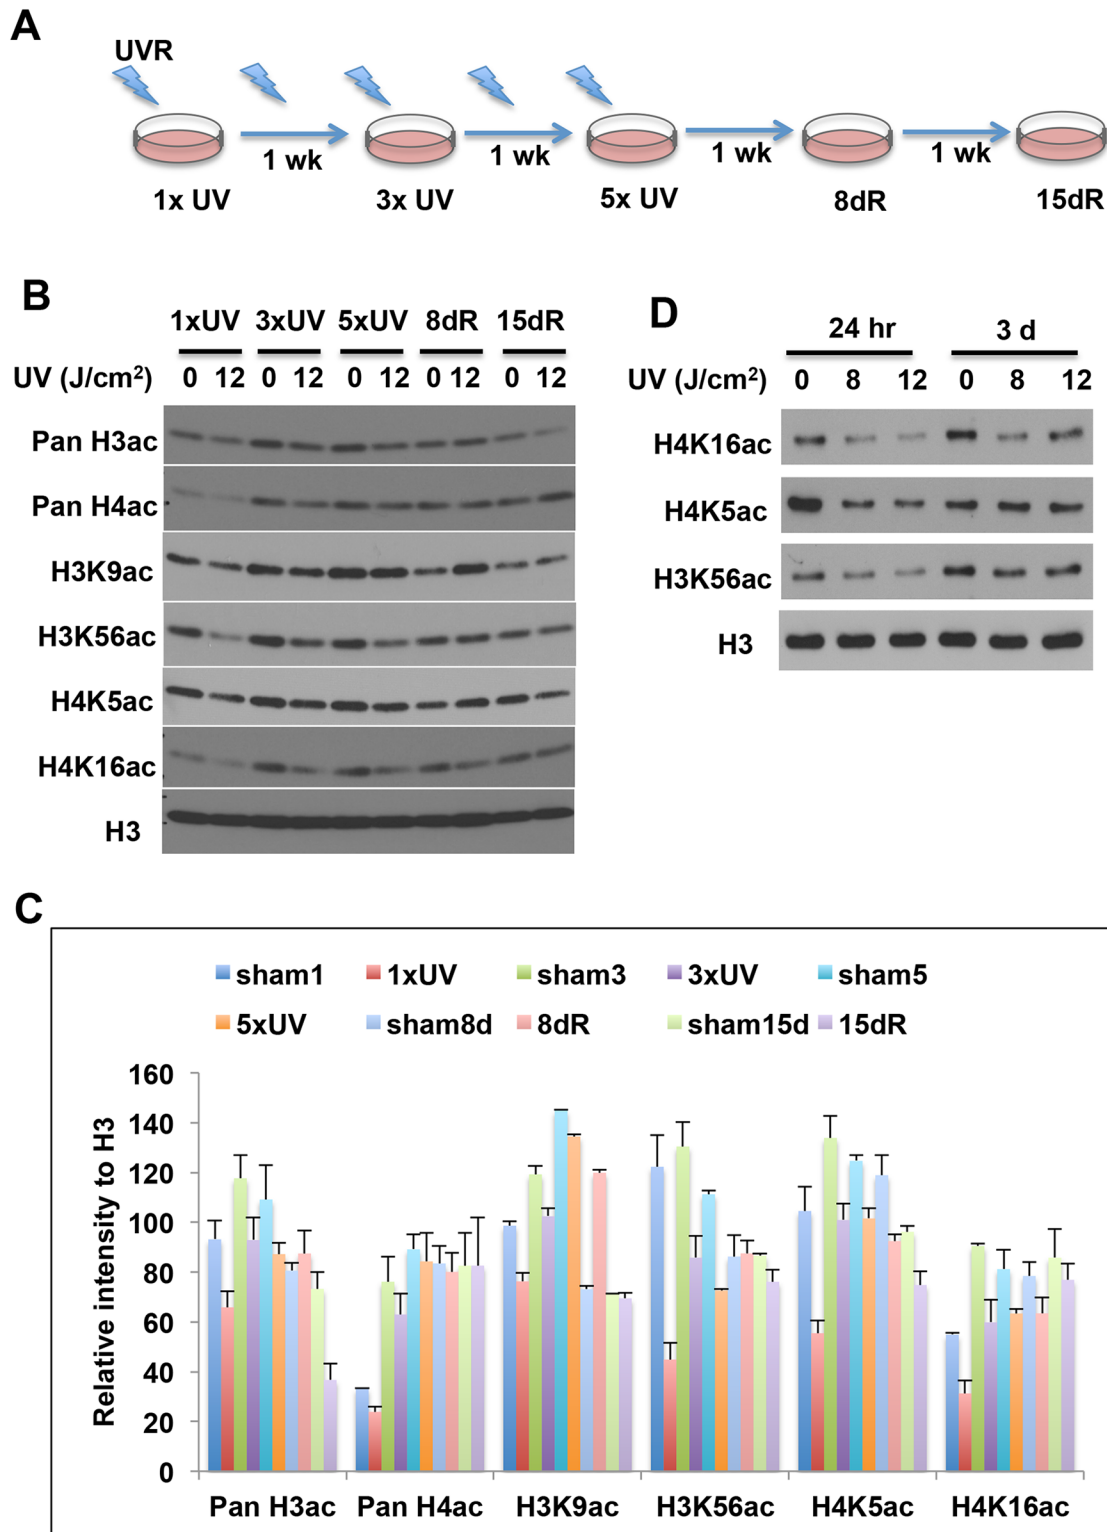 A
UVR
1 wk
1 wk
1 wk
1 wk
1x UV
3x UV
5x UV
8dR
15dR
B
1xUV 3xUV 5xUV 8dR 15dR
UV (J/cm²) 0 12 0 12 0 12 0 12 0 12
Pan H3ac
Pan H4ac
H3K9ac
H3K56ac
H4K5ac
H4K16ac
H3
D
24 hr 3 d
UV (J/cm²) 0 8 12 0 8 12
H4K16ac
H4K5ac
H3K56ac
H3
C
sham1 1xUV sham3 3xUV sham5
5xUV sham8d 8dR sham15d 15dR
Relative intensity to H3
160
140
120
100
80
60
40
20
0
Pan H3ac Pan H4ac H3K9ac H3K56ac H4K5ac H4K16ac